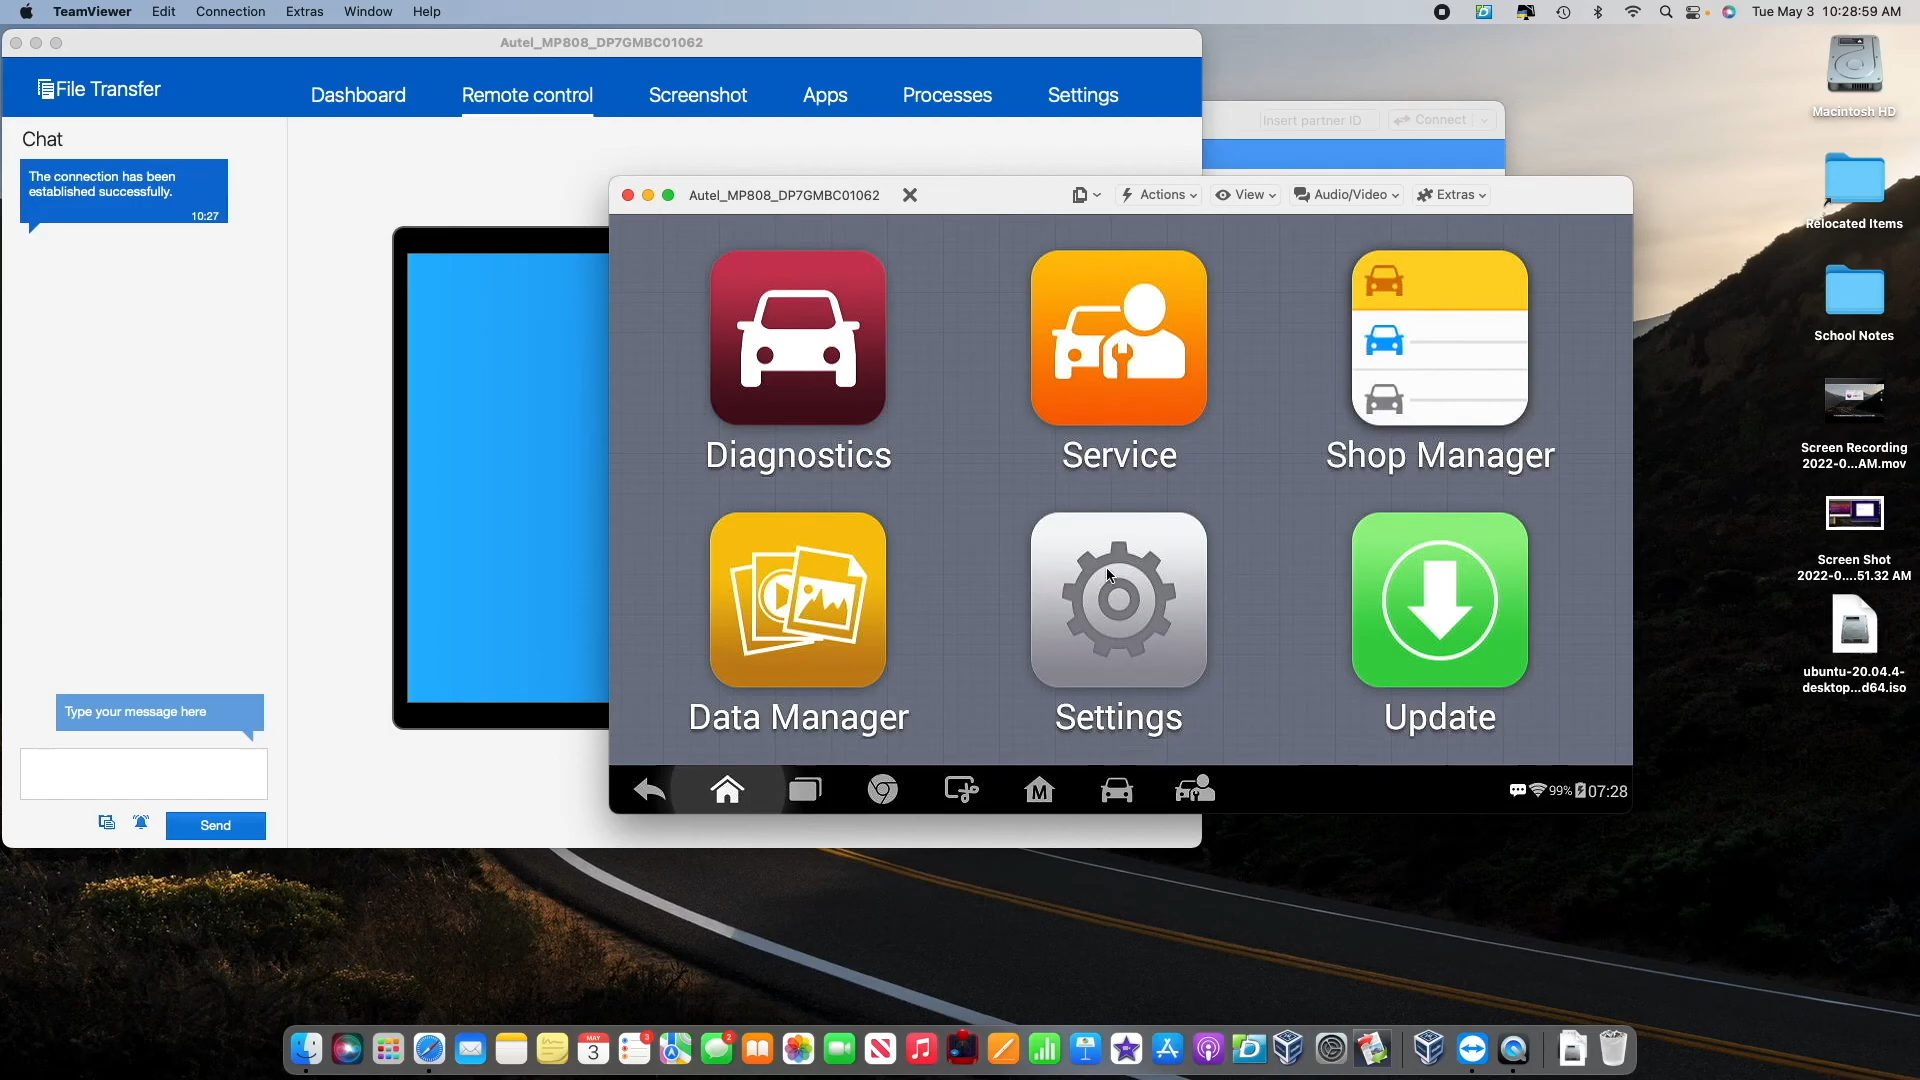 TeamViewer Edit Connection Extras Window Help
Tue May 3 10:28:59 AM
Autel_MP808_DP7GMBC01062
File Transfer
Dashboard Remote control Screenshot Apps Processes Settings
Chat
The connection has been
established successfully.
10:27
Type your message here
Send
Insert partner ID
Connect
Autel_MP808_DP7GMBC01062
Actions View Audio/Video Extras
Diagnostics
Service
Shop Manager
Data Manager
Settings
Update
M
99%
07:28
Macintosh HD
Relocated Items
School Notes
Screen Recording
2022-0...AM.mov
Screen Shot
2022-0....51.32 AM
ubuntu-20.04.4-
desktop...d64.iso
MAY
3
3
2